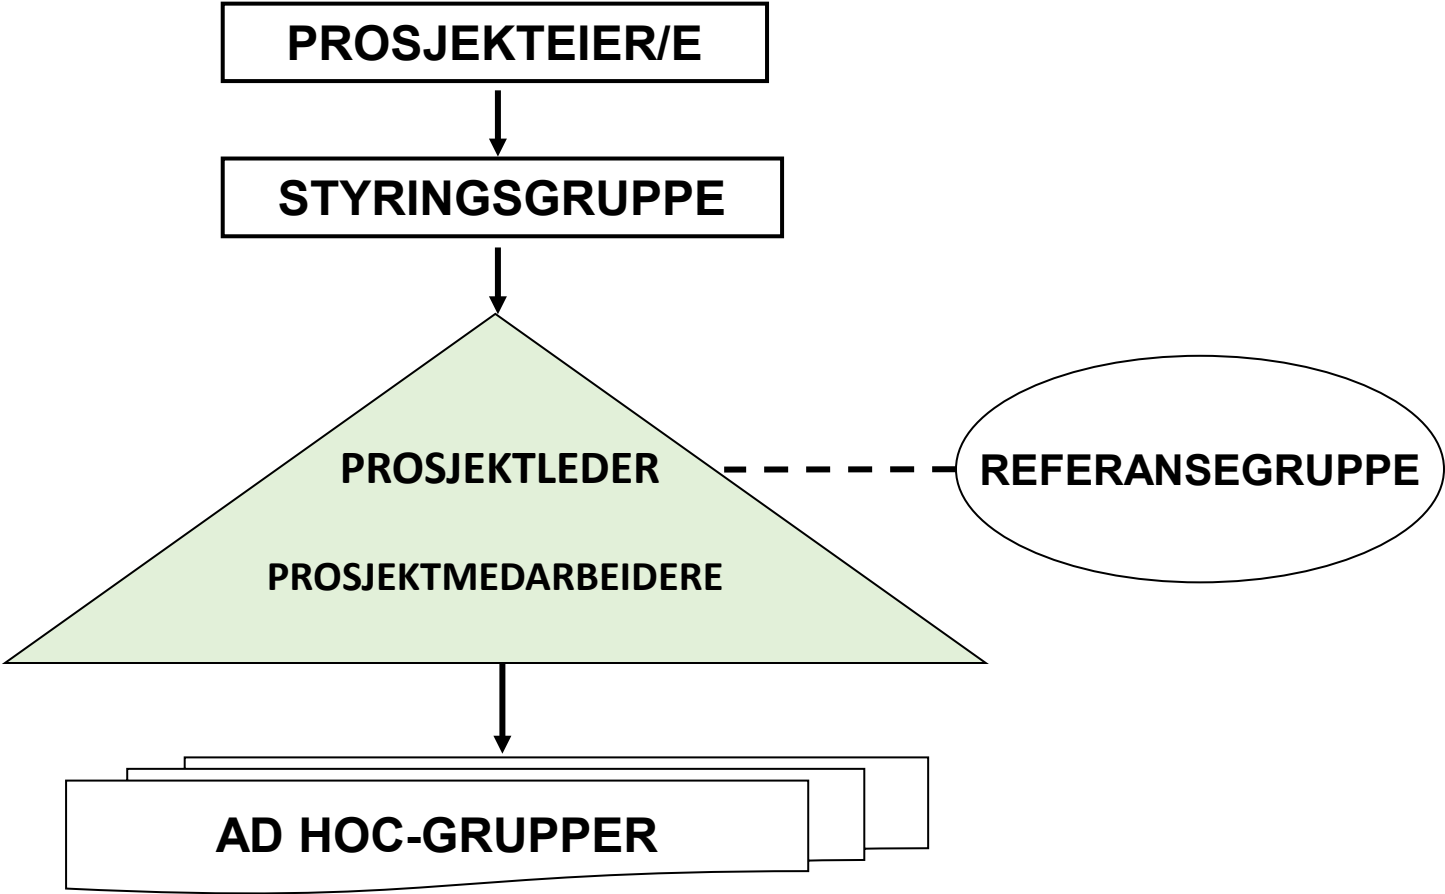 PROSJEKTEIER/E
STYRINGSGRUPPE
PROSJEKTLEDER
REFERANSEGRUPPE
PROSJEKTMEDARBEIDERE
AD HOC-GRUPPER